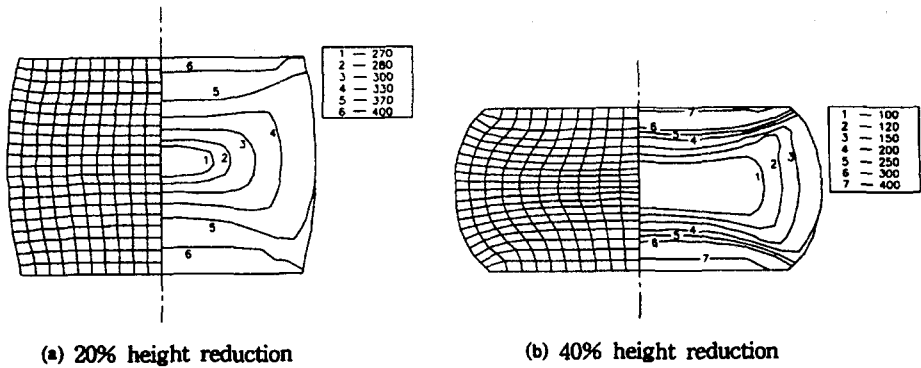 1 — 270
2 — 280
3 — 300
4 — 330
5 — 370
6 — 400
6
5
4
3
2
1
5
6
(a) 20% height reduction
1 — 100
2 — 120
3 — 150
4 — 200
5 — 250
6 — 300
7 — 400
7
6
5
4
3
2
1
4
5
6
7
(b) 40% height reduction